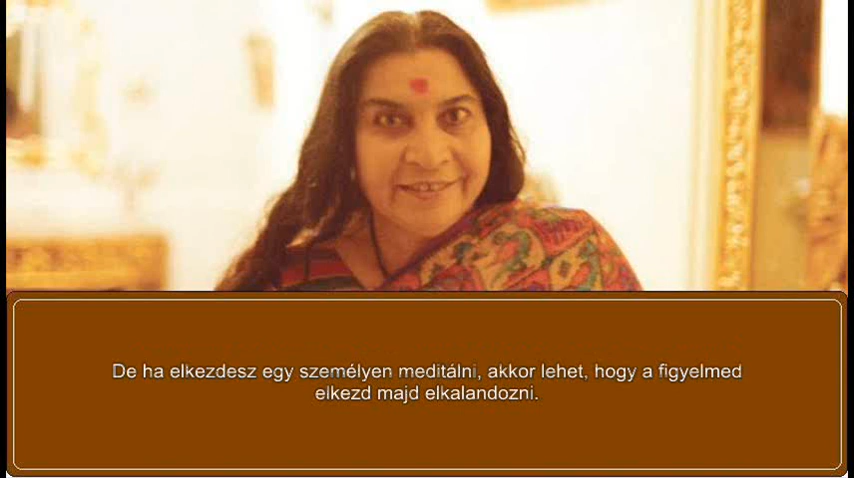 De ha elkezdesz egy személyen meditálni, akkor lehet, hogy a figyelmed
elkezd majd elkalandozni.